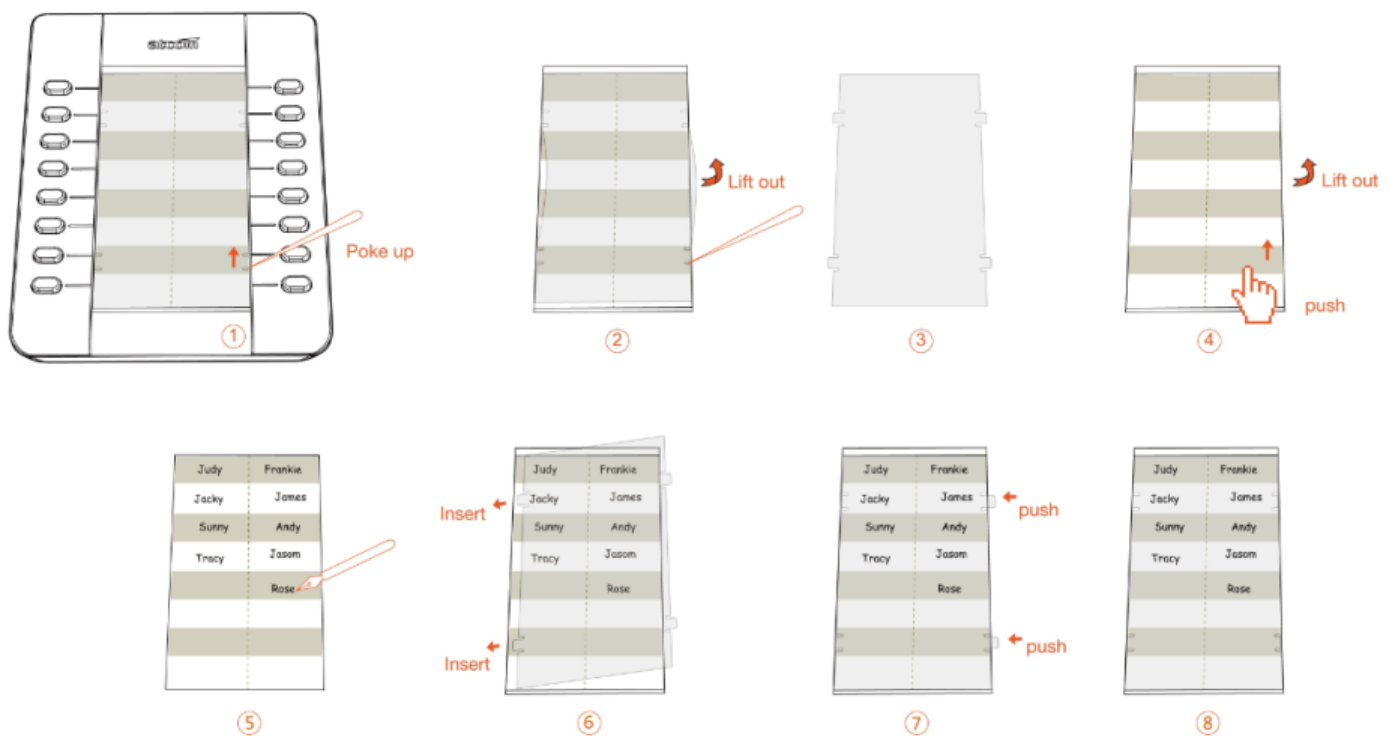 atcom
Poke up
①
Lift out
②
③
Lift out
push
④
Judy Frankie
Jacky James
Sunny Andy
Tracy Jasom
Rose
⑤
Judy Frankie
Insert Jacky James
Sunny Andy
Tracy Jasom
Rose
Insert
⑥
Judy Frankie
Jacky James push
Sunny Andy
Tracy Jasom
Rose
push
⑦
Judy Frankie
Jacky James
Sunny Andy
Tracy Jasom
Rose
⑧